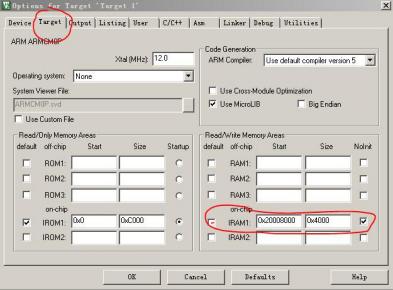 Options for Target 'Target 1'
Device Target Output Listing User C/C++ Asm Linker Debug Utilities
ARM ARMCM0P
Xtal (MHz): 12.0
Operating system: None
System Viewer File:
ARMCM0P.svd
Use Custom File
Code Generation
ARM Compiler: Use default compiler version 5
Use Cross-Module Optimization
Use MicroLIB Big Endian
Read/Only Memory Areas
default off-chip Start Size Startup
ROM1:
ROM2:
ROM3:
on-chip
IROM1: 0x0 0xC000
IROM2:
Read/Write Memory Areas
default off-chip Start Size NoInit
RAM1:
RAM2:
RAM3:
on-chip
IRAM1: 0x20008000 0x4000
IRAM2:
OK Cancel Defaults Help